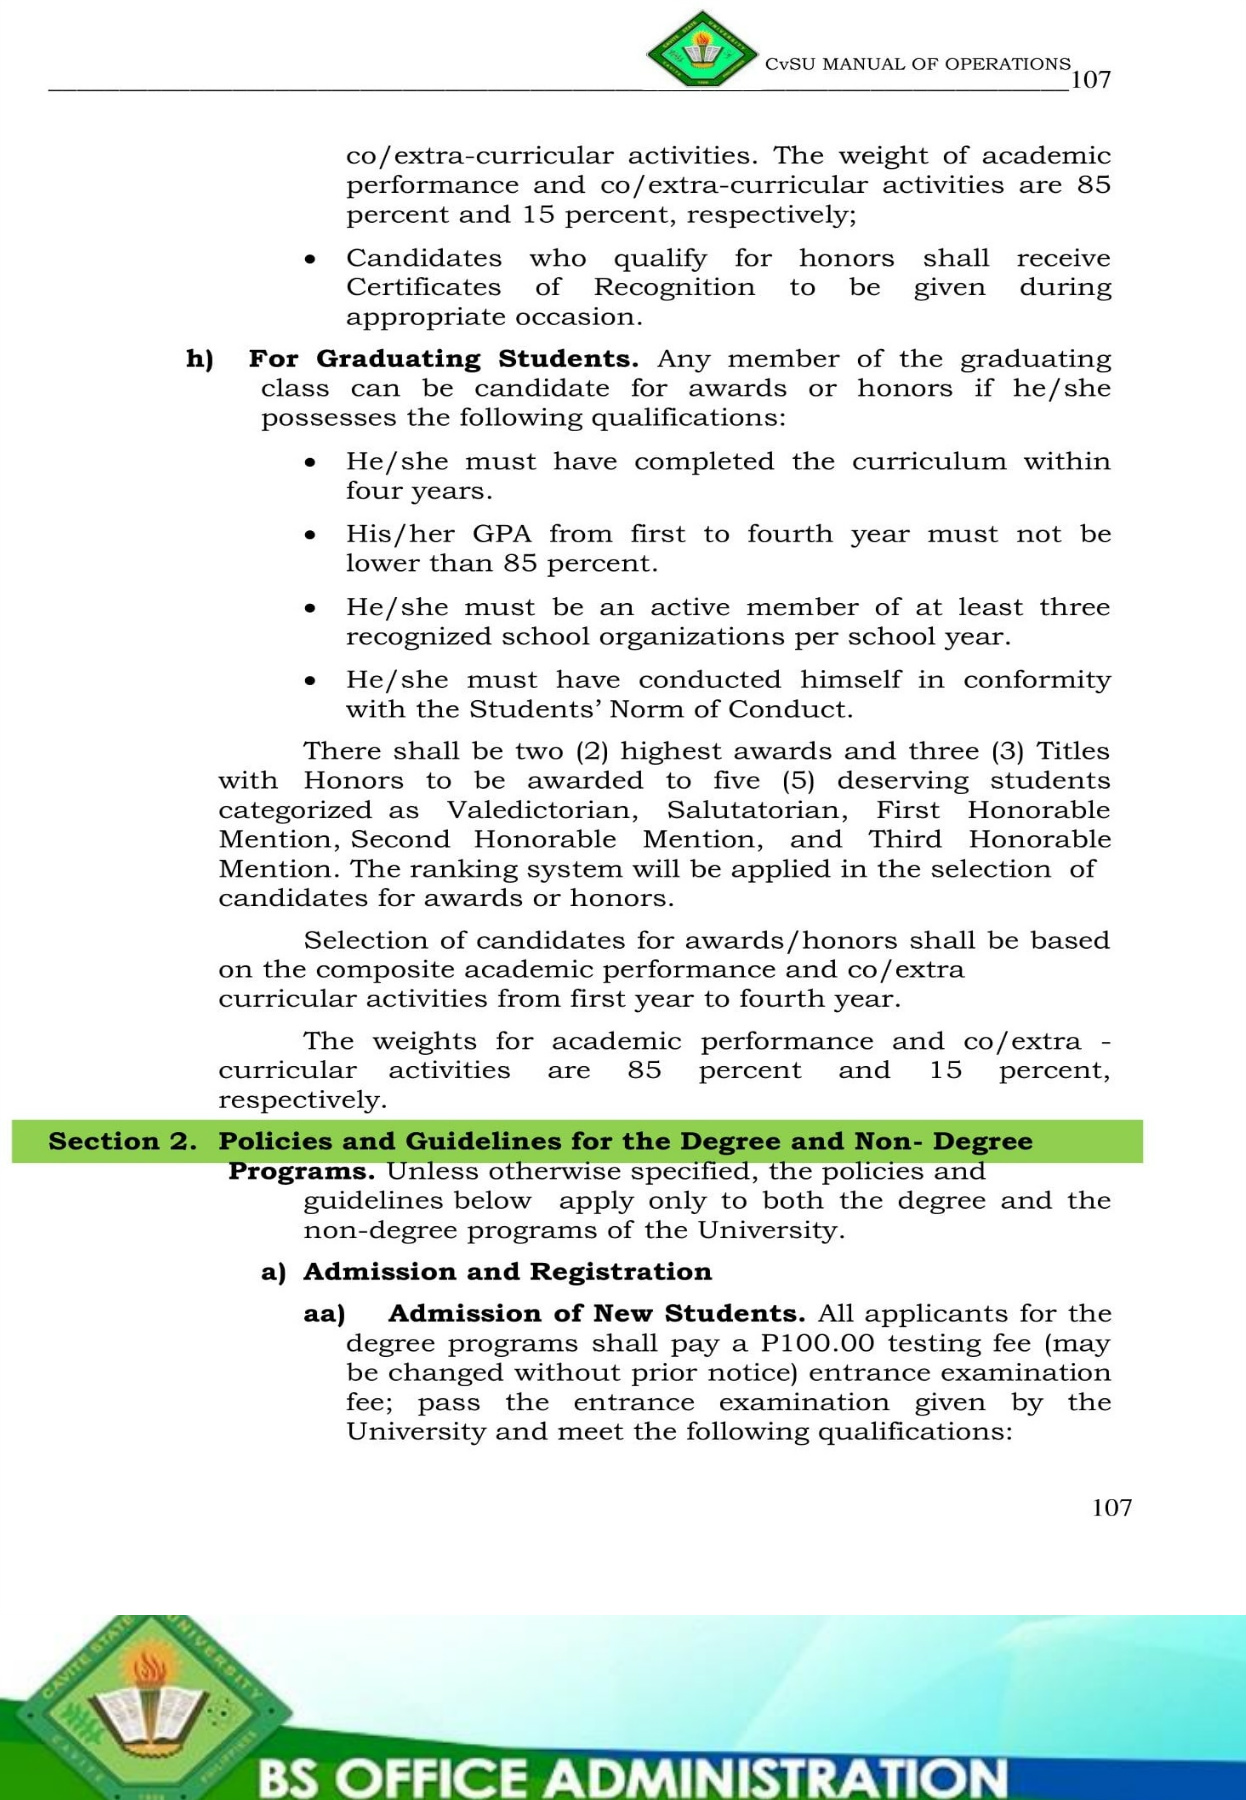 CvSU MANUAL OF OPERATIONS
107
co/extra-curricular activities. The weight of academic
performance and co/extra-curricular activities are 85
percent and 15 percent, respectively;
• Candidates who qualify for honors shall receive
Certificates of Recognition to be given during
appropriate occasion.
h) For Graduating Students. Any member of the graduating
class can be candidate for awards or honors if he/she
possesses the following qualifications:
• He/she must have completed the curriculum within
four years.
• His/her GPA from first to fourth year must not be
lower than 85 percent.
• He/she must be an active member of at least three
recognized school organizations per school year.
• He/she must have conducted himself in conformity
with the Students’ Norm of Conduct.
There shall be two (2) highest awards and three (3) Titles
with Honors to be awarded to five (5) deserving students
categorized as Valedictorian, Salutatorian, First Honorable
Mention, Second Honorable Mention, and Third Honorable
Mention. The ranking system will be applied in the selection of
candidates for awards or honors.
Selection of candidates for awards/honors shall be based
on the composite academic performance and co/extra
curricular activities from first year to fourth year.
The weights for academic performance and co/extra -
curricular activities are 85 percent and 15 percent,
respectively.
Section 2. Policies and Guidelines for the Degree and Non- Degree
Programs. Unless otherwise specified, the policies and
guidelines below apply only to both the degree and the
non-degree programs of the University.
a) Admission and Registration
aa) Admission of New Students. All applicants for the
degree programs shall pay a P100.00 testing fee (may
be changed without prior notice) entrance examination
fee; pass the entrance examination given by the
University and meet the following qualifications:
107
CAVITE STATE UNIVERSITY
CAVITE PHILIPPINES
BS OFFICE ADMINISTRATION